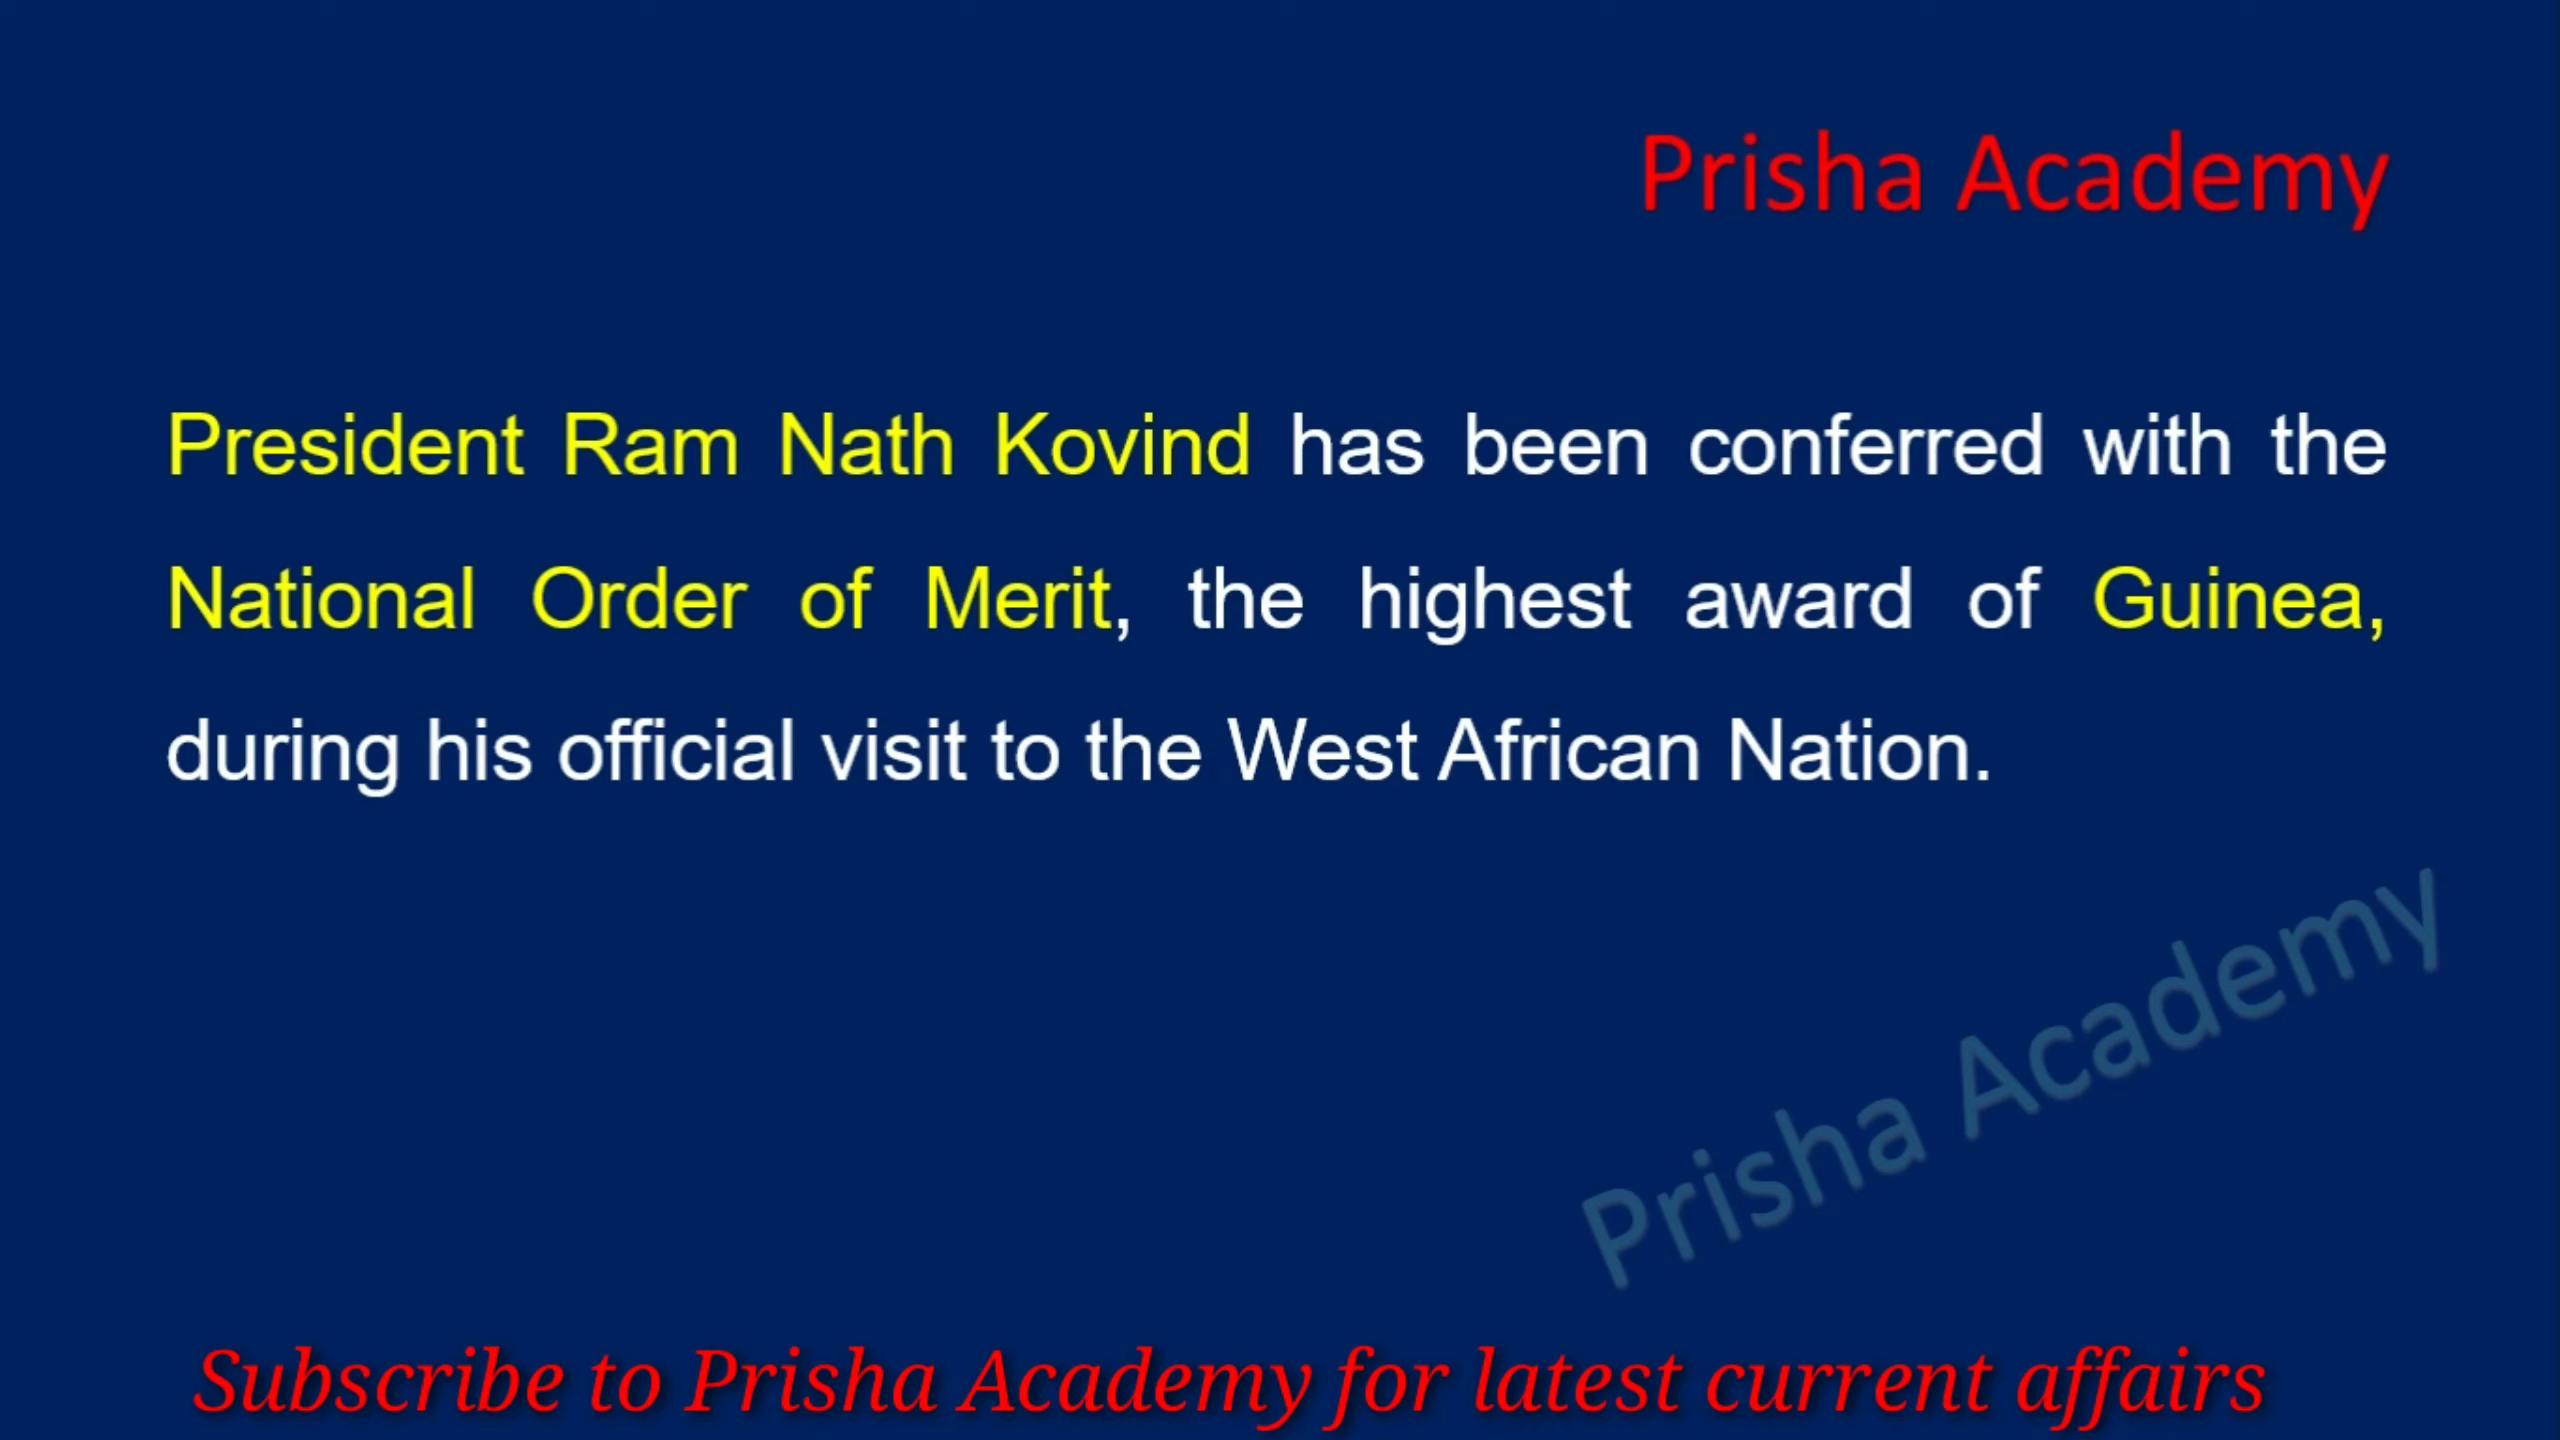 Prisha Academy
President Ram Nath Kovind has been conferred with the
National Order of Merit, the highest award of Guinea,
during his official visit to the West African Nation.
Prisha Academy
Subscribe to Prisha Academy for latest current affairs